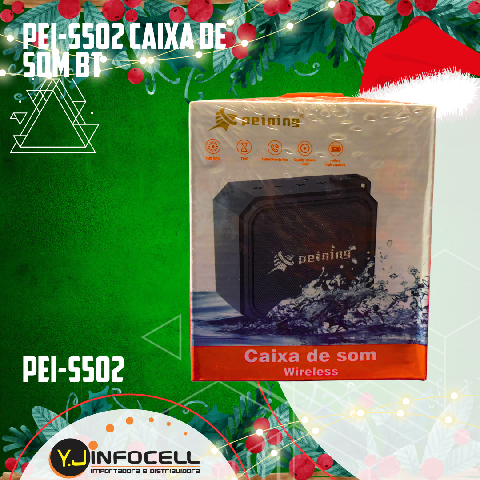 PEI-S502 CAIXA DE
SOM BT
peining
peining
Caixa de som
Wireless
PEI-S502
Y.J INFOCELL
importadora e distribuidora